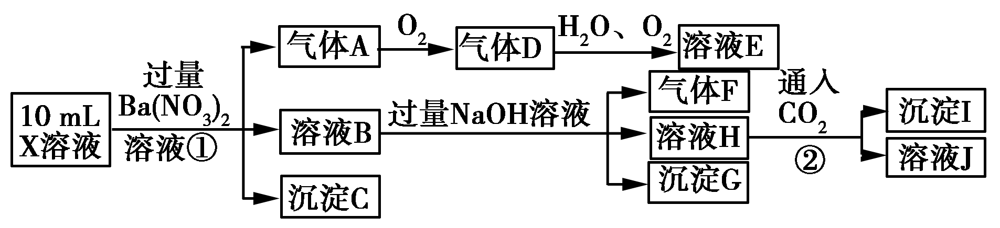 10 mL
X溶液
过量
Ba(NO₃)₂
溶液①
气体A
O₂
气体D
H₂O、O₂
溶液E
溶液B
过量NaOH溶液
沉淀C
气体F
溶液H
沉淀G
通入
CO₂
②
沉淀I
溶液J